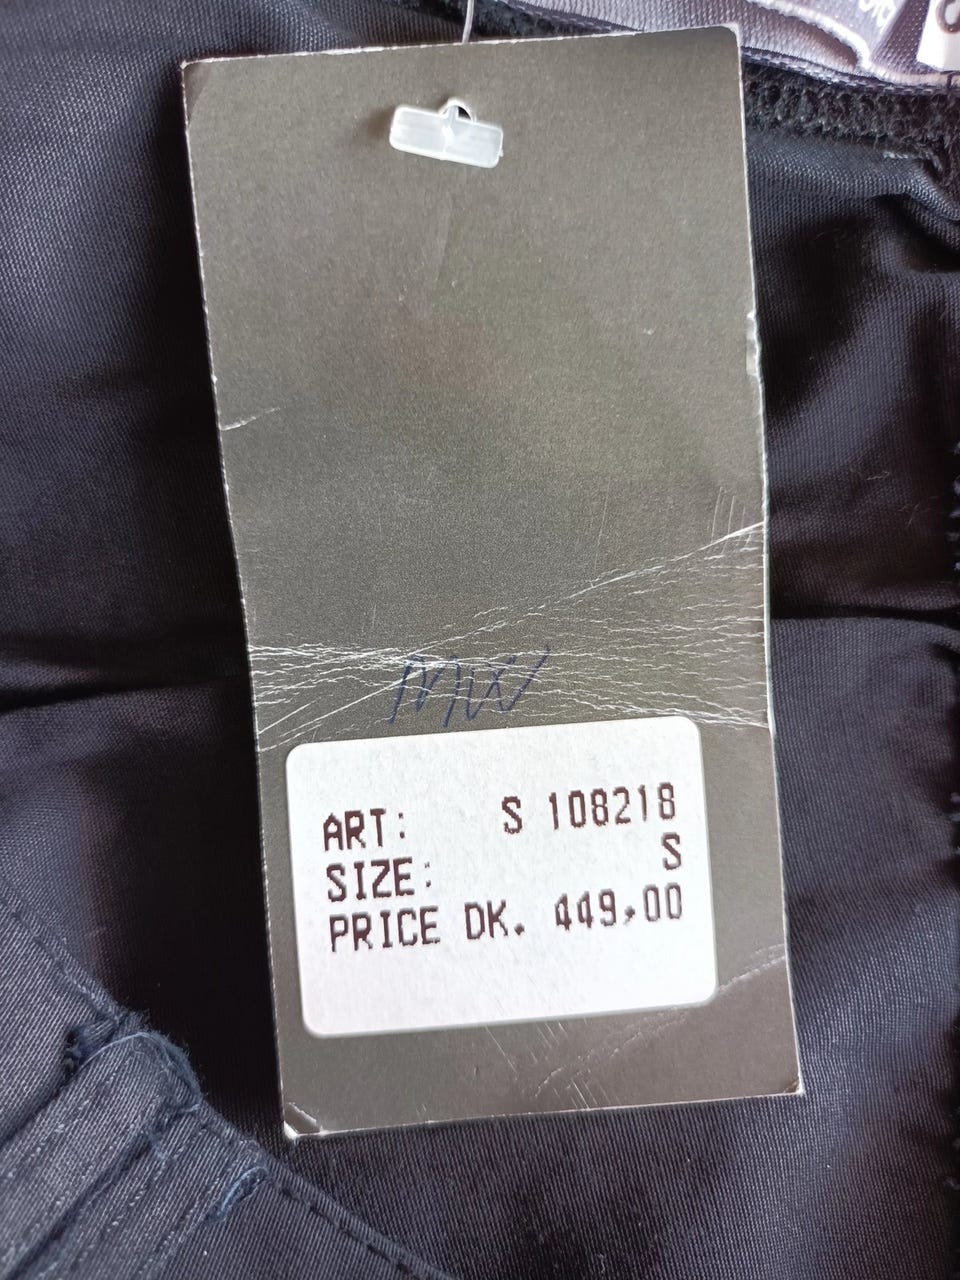 ART: S 108218
SIZE: S
PRICE DK. 449,00